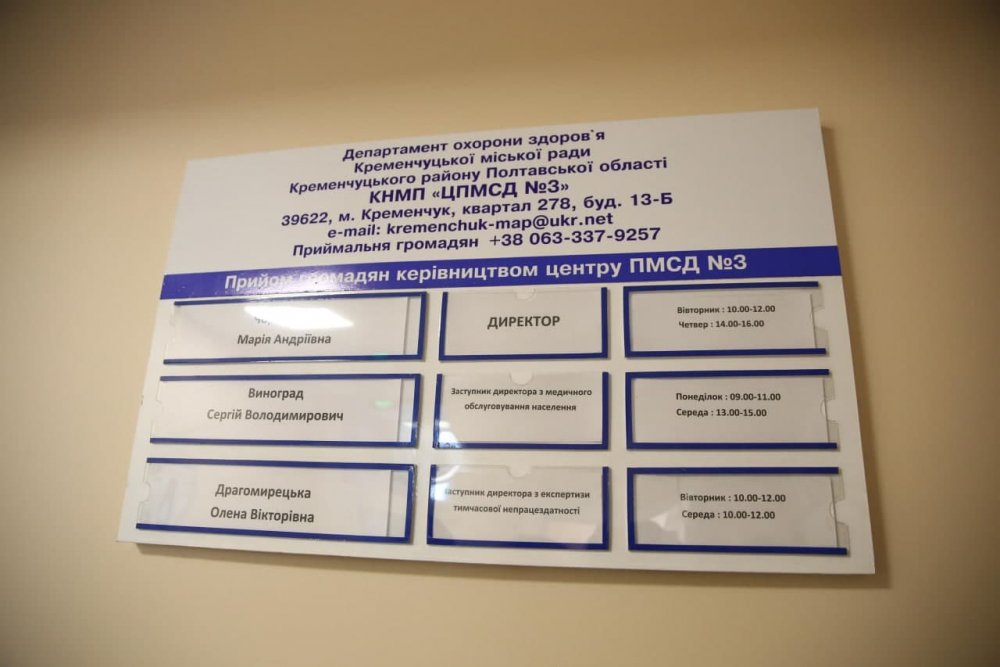 Департамент охорони здоров`я
Кременчуцької міської ради
Кременчуцького району Полтавської області
КНМП «ЦПМСД №3»
39622, м. Кременчук, квартал 278, буд. 13-Б
e-mail: kremenchuk-map@ukr.net
Приймальня громадян +38 063-337-9257
Прийом громадян керівництвом центру ПМСД №3
Марія Андріївна
ДИРЕКТОР
Вівторник : 10.00-12.00
Четвер : 14.00-16.00
Виноград
Сергій Володимирович
Заступник директора з медичного
обслуговування населення
Понеділок : 09.00-11.00
Середа : 13.00-15.00
Драгомирецька
Олена Вікторівна
Заступник директора з експертизи
тимчасової непрацездатності
Вівторник : 10.00-12.00
Середа : 10.00-12.00